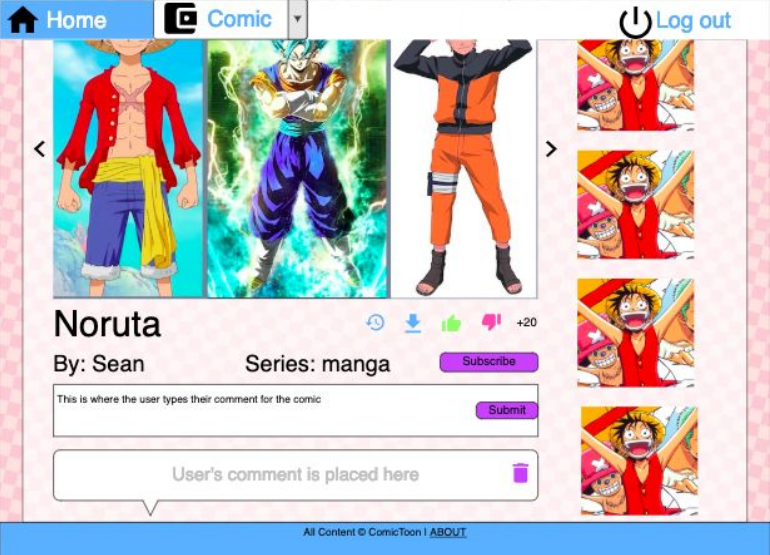 Home
Comic
Log out
Noruta
+20
By: Sean
Series: manga
Subscribe
This is where the user types their comment for the comic
Submit
User's comment is placed here
All Content © ComicToon | ABOUT